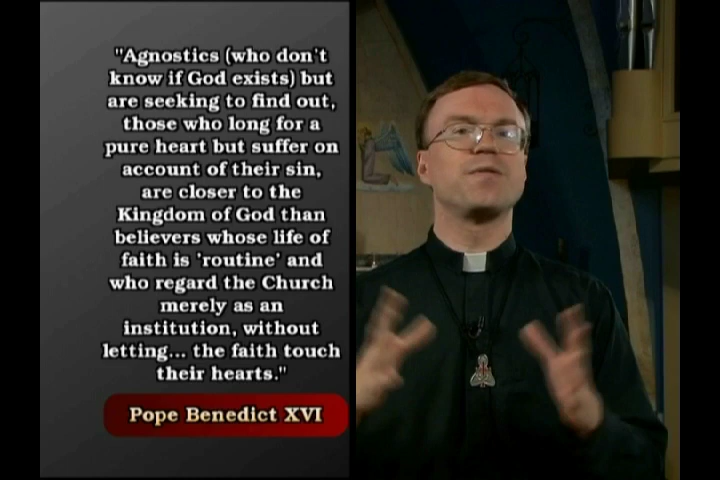 "Agnostics (who don't
know if God exists) but
are seeking to find out,
those who long for a
pure heart but suffer on
account of their sin,
are closer to the
Kingdom of God than
believers whose life of
faith is 'routine' and
who regard the Church
merely as an
institution, without
letting... the faith touch
their hearts."
Pope Benedict XVI